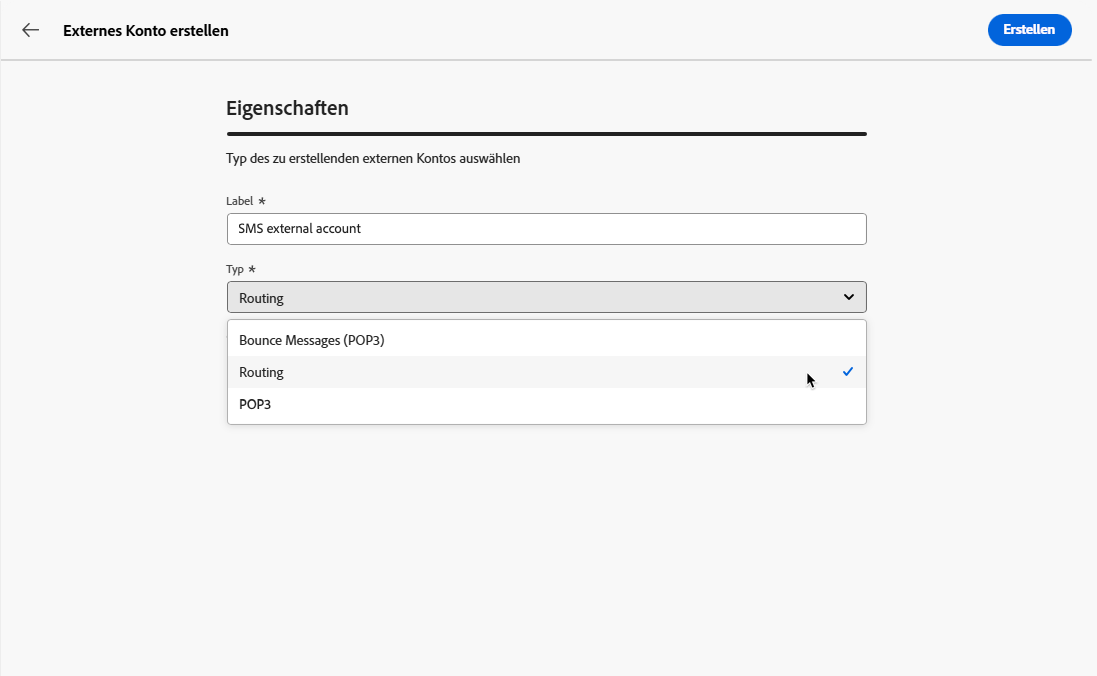 Externes Konto erstellen
Erstellen
Eigenschaften
Typ des zu erstellenden externen Kontos auswählen
Label *
SMS external account
Typ *
Routing
Bounce Messages (POP3)
Routing
POP3